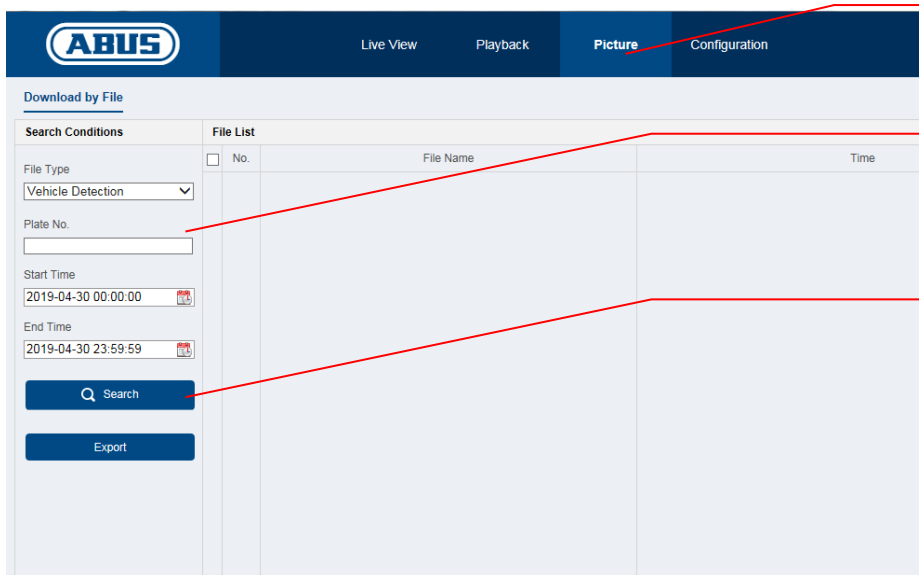 ABUS
Live View Playback Picture Configuration
Download by File
Search Conditions
File List
No. File Name Time
File Type
Vehicle Detection
Plate No.
Start Time
2019-04-30 00:00:00
End Time
2019-04-30 23:59:59
Search
Export